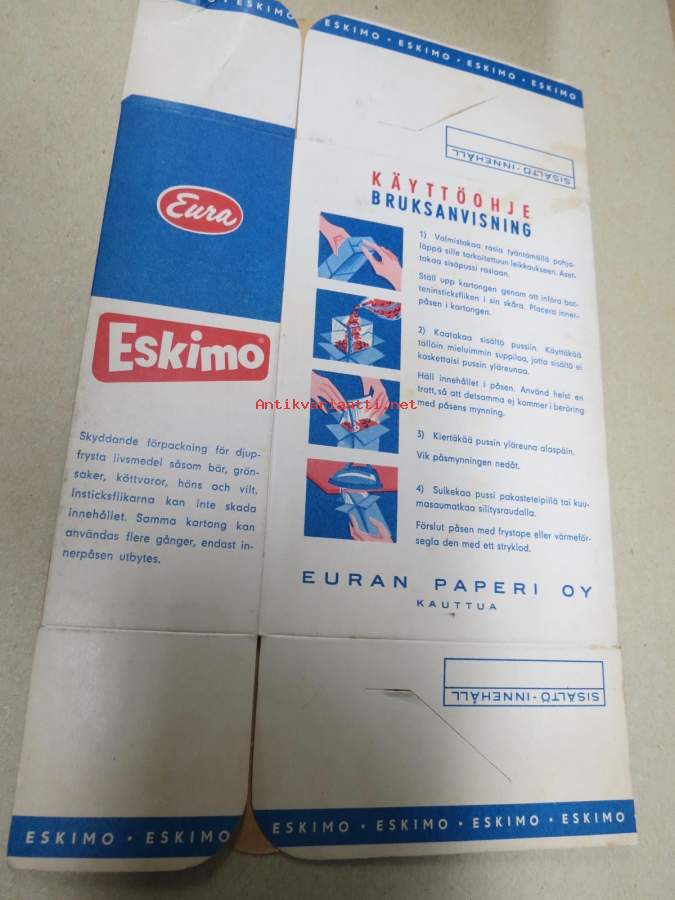 ESKIMO
ESKIMO • ESKIMO • ESKIMO • ESKIMO
SISÄLTÖ - INNEHÅLL
Eura
Eskimo®
Skyddande förpackning för djup-
frysta livsmedel såsom bär, grön-
saker, köttvaror, höns och vilt.
Insticksflikarna kan inte skada
innehållet. Samma kartong kan
användas flere gånger, endast in-
nerpåsen utbytes.
KÄYTTÖOHJE
BRUKSANVISNING
1) Valmistakaa rasia työntämällä pohja-
läppä sille tarkoitettuun leikkaukseen. Aset-
takaa sisäpussi rasiaan.
Ställ upp kartongen genom att införa bot-
teninsticksfliken i sin skåra. Placera inner-
påsen i kartongen.
2) Kaatakaa sisältö pussiin. Käyttäkää
tällöin mieluimmin suppiloa, jotta sisältö ei
koskettaisi pussin yläreunaa.
Häll innehållet i påsen. Använd helst en
tratt, så att detsamma ej kommer i beröring
med påsens mynning.
3) Kiertäkää pussin yläreuna alaspäin.
Vik påsmynningen nedåt.
4) Sulkekaa pussi pakasteteipillä tai kuu-
masaumatkaa silitysraudalla.
Förslut påsen med frystape eller värmeför-
segla den med ett stryklod.
EURAN PAPERI OY
KAUTTUA
SISÄLTÖ - INNEHÅLL
ESKIMO • ESKIMO
ESKIMO • ESKIMO • ESKIMO • ESKIMO
Antikvariantti.net